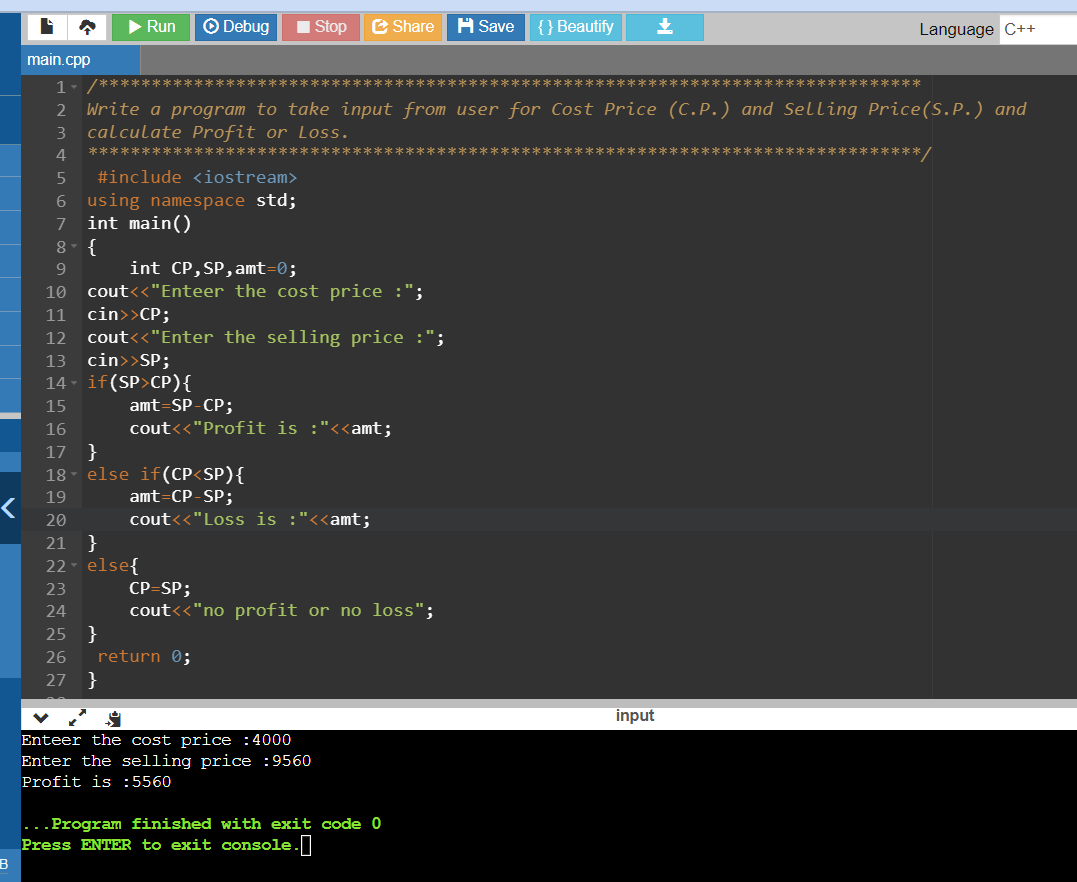 Run Debug Stop Share Save { } Beautify Language C++
main.cpp
1 /******************************************************************************
2 Write a program to take input from user for Cost Price (C.P.) and Selling Price(S.P.) and
3 calculate Profit or Loss.
4 *******************************************************************************/
5  #include <iostream>
6 using namespace std;
7 int main()
8 {
9     int CP,SP,amt=0;
10 cout<<"Enteer the cost price :";
11 cin>>CP;
12 cout<<"Enter the selling price :";
13 cin>>SP;
14 if(SP>CP){
15     amt=SP-CP;
16     cout<<"Profit is :"<<amt;
17 }
18 else if(CP<SP){
19     amt=CP-SP;
20     cout<<"Loss is :"<<amt;
21 }
22 else{
23     CP=SP;
24     cout<<"no profit or no loss";
25 }
26  return 0;
27 }
input
Enteer the cost price :4000
Enter the selling price :9560
Profit is :5560
...Program finished with exit code 0
Press ENTER to exit console.
B